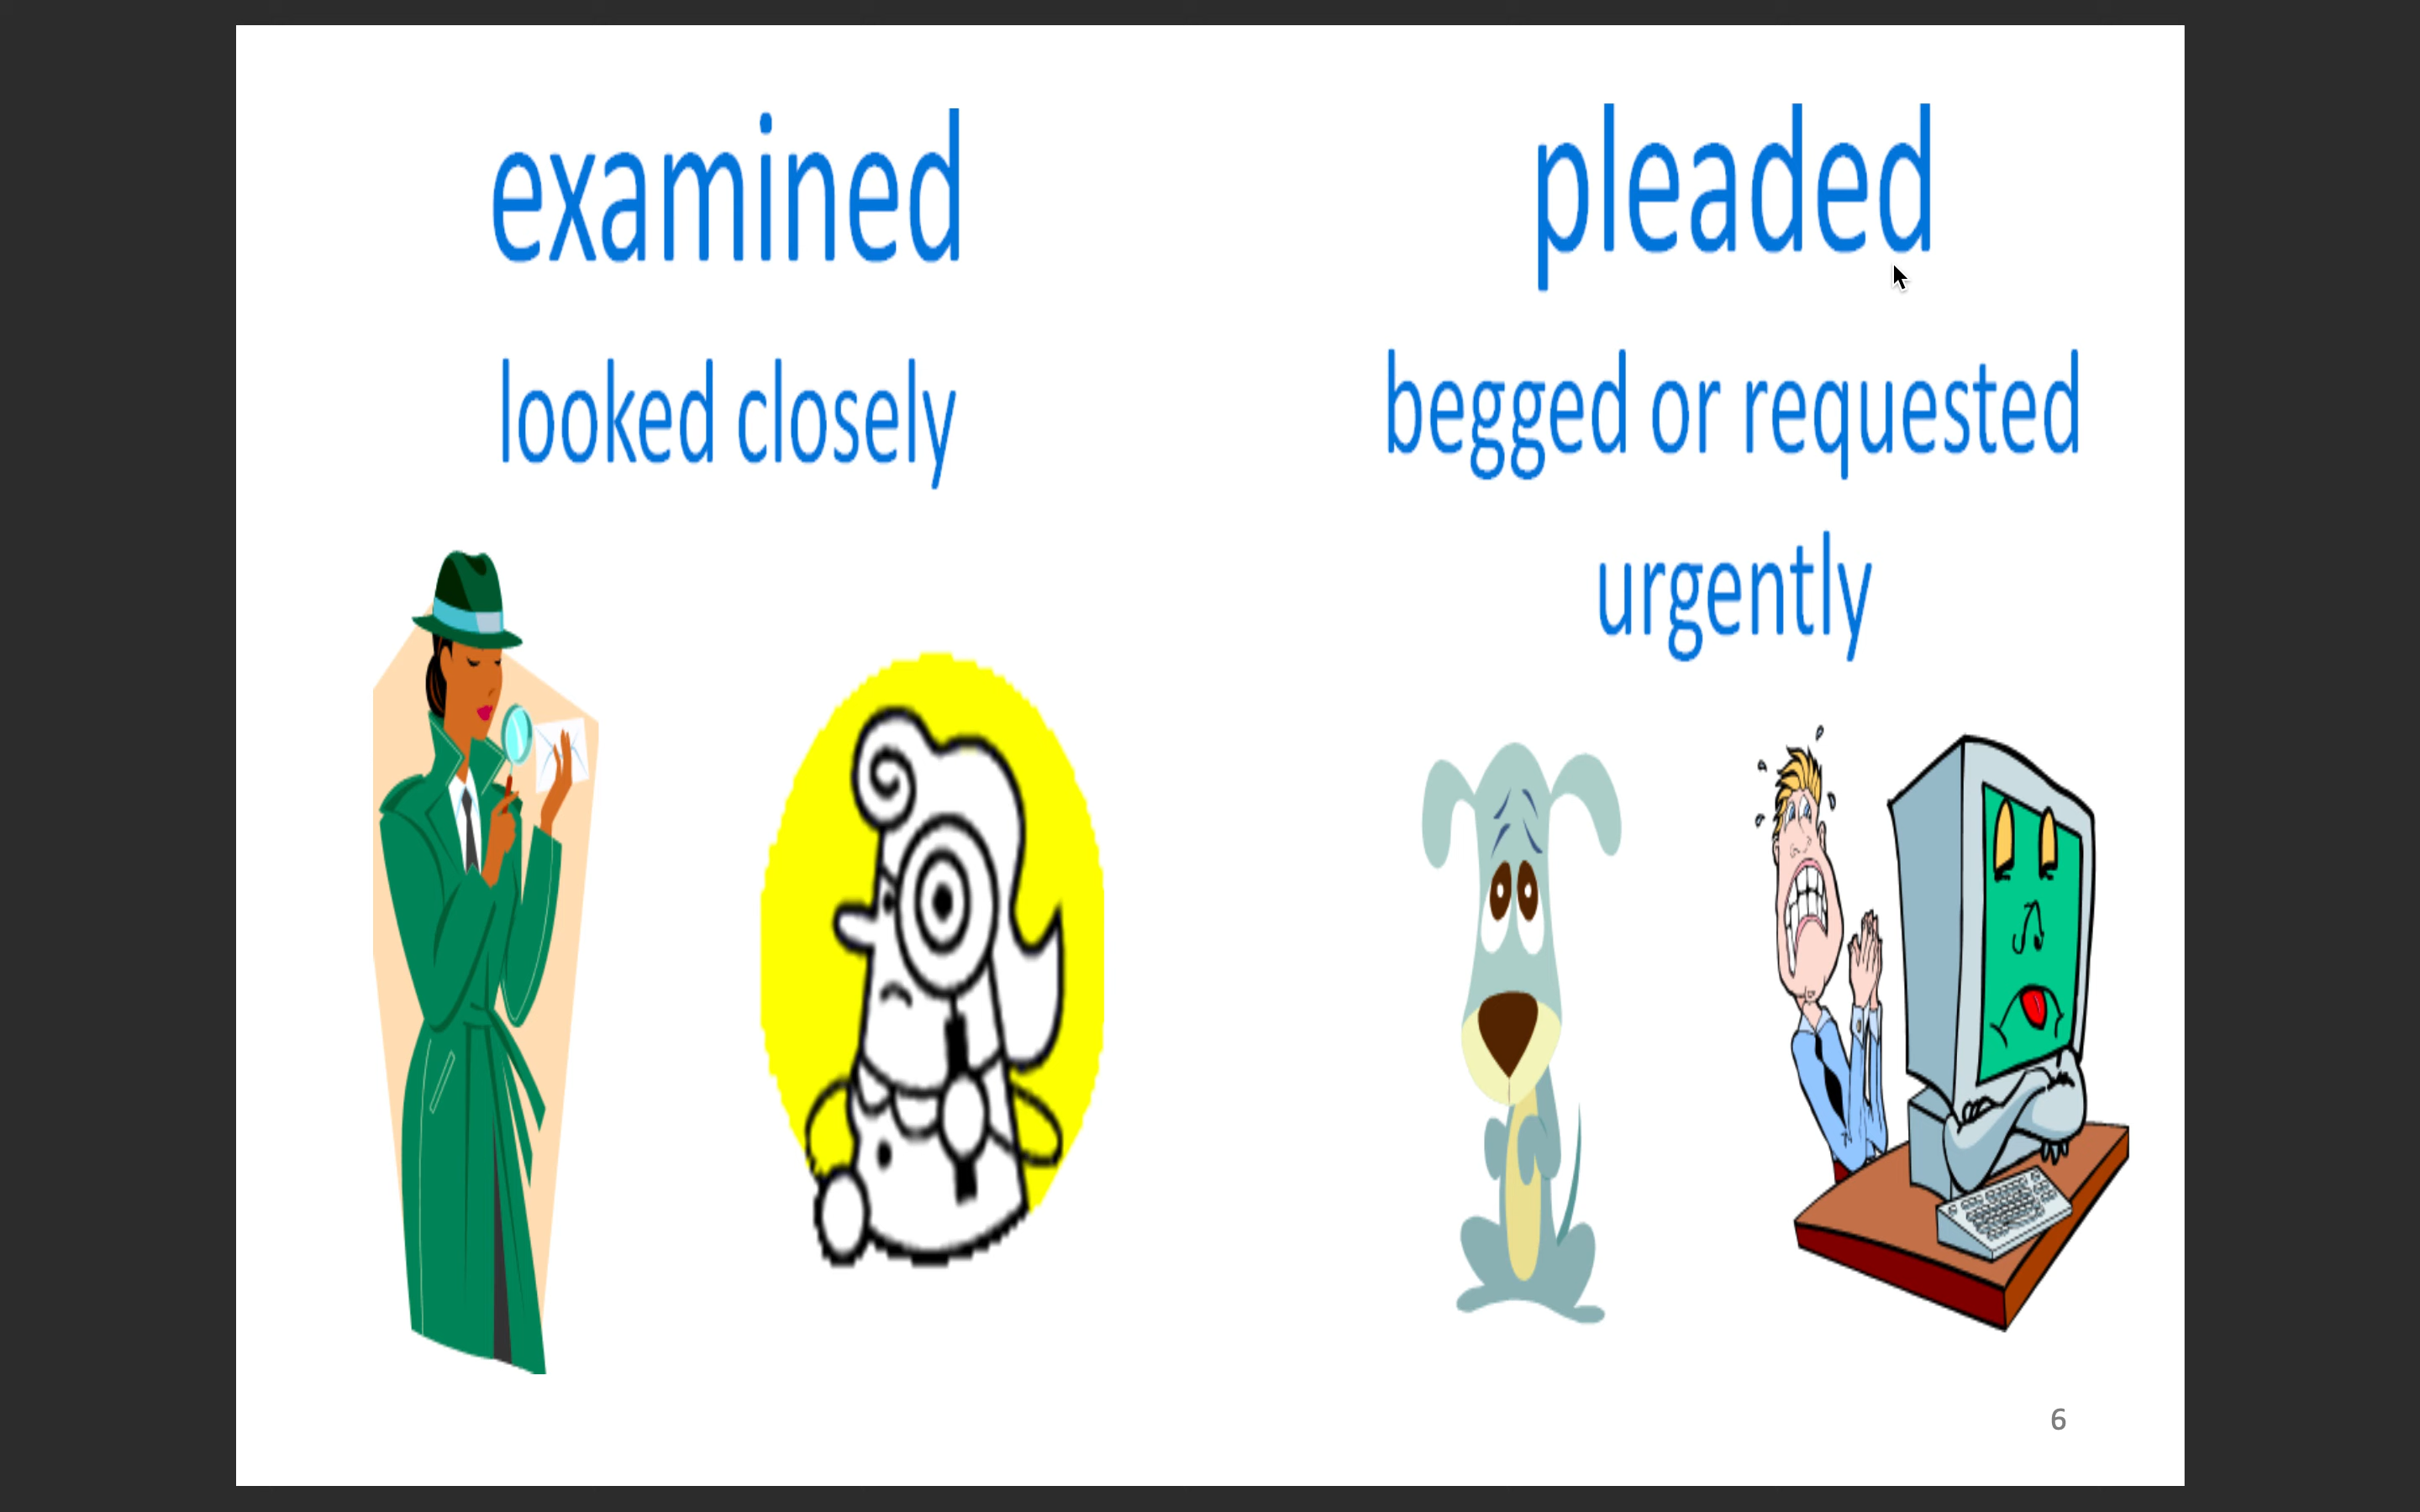 examined
looked closely
pleaded
begged or requested
urgently
6